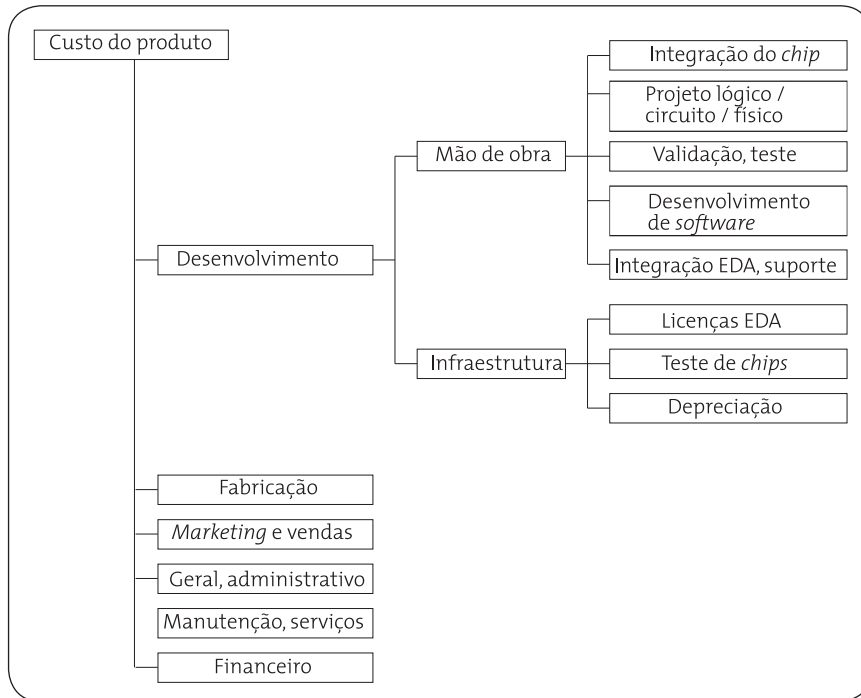 Custo do produto
Integração do chip
Projeto lógico /
circuito / físico
Mão de obra
Validação, teste
Desenvolvimento
de software
Desenvolvimento
Integração EDA, suporte
Licenças EDA
Infraestrutura
Teste de chips
Depreciação
Fabricação
Marketing e vendas
Geral, administrativo
Manutenção, serviços
Financeiro